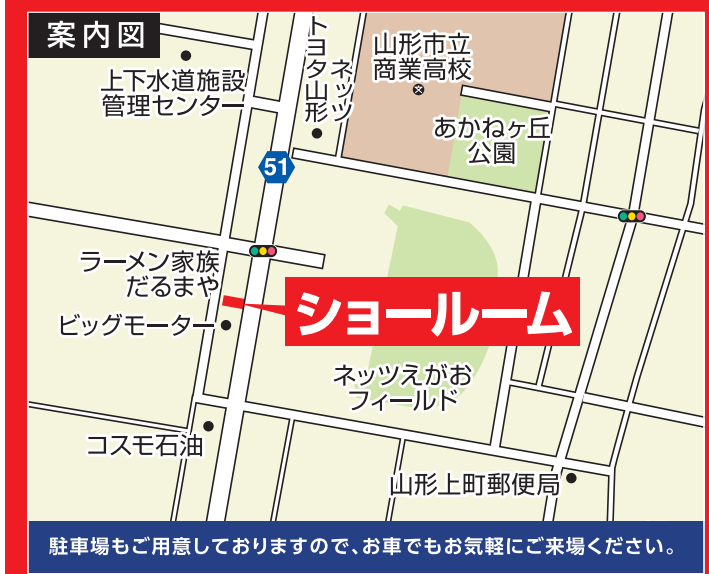 案内図
上下水道施設
管理センター
ネッツ
トヨタ山形
山形市立
商業高校
あかねヶ丘
公園
51
ラーメン家族
だるまや
ショールーム
ビッグモーター
ネッツえがお
フィールド
コスモ石油
山形上町郵便局
駐車場もご用意しておりますので、お車でもお気軽にご来場ください。